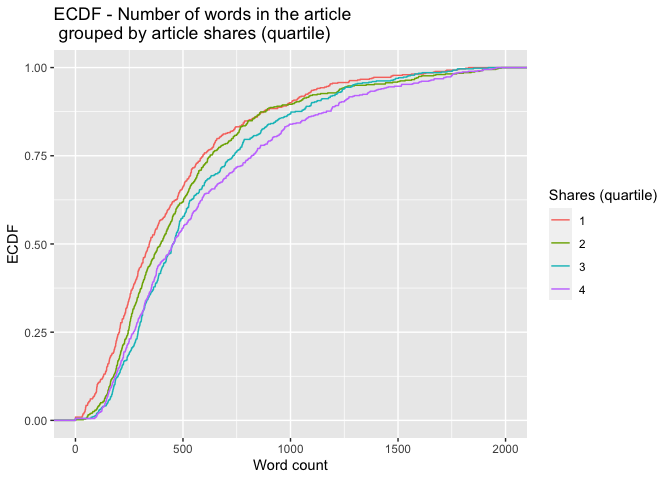 ECDF - Number of words in the article
grouped by article shares (quartile)
1.00
0.75
0.50
0.25
0.00
ECDF
0 500 1000 1500 2000
Word count
Shares (quartile)
1
2
3
4